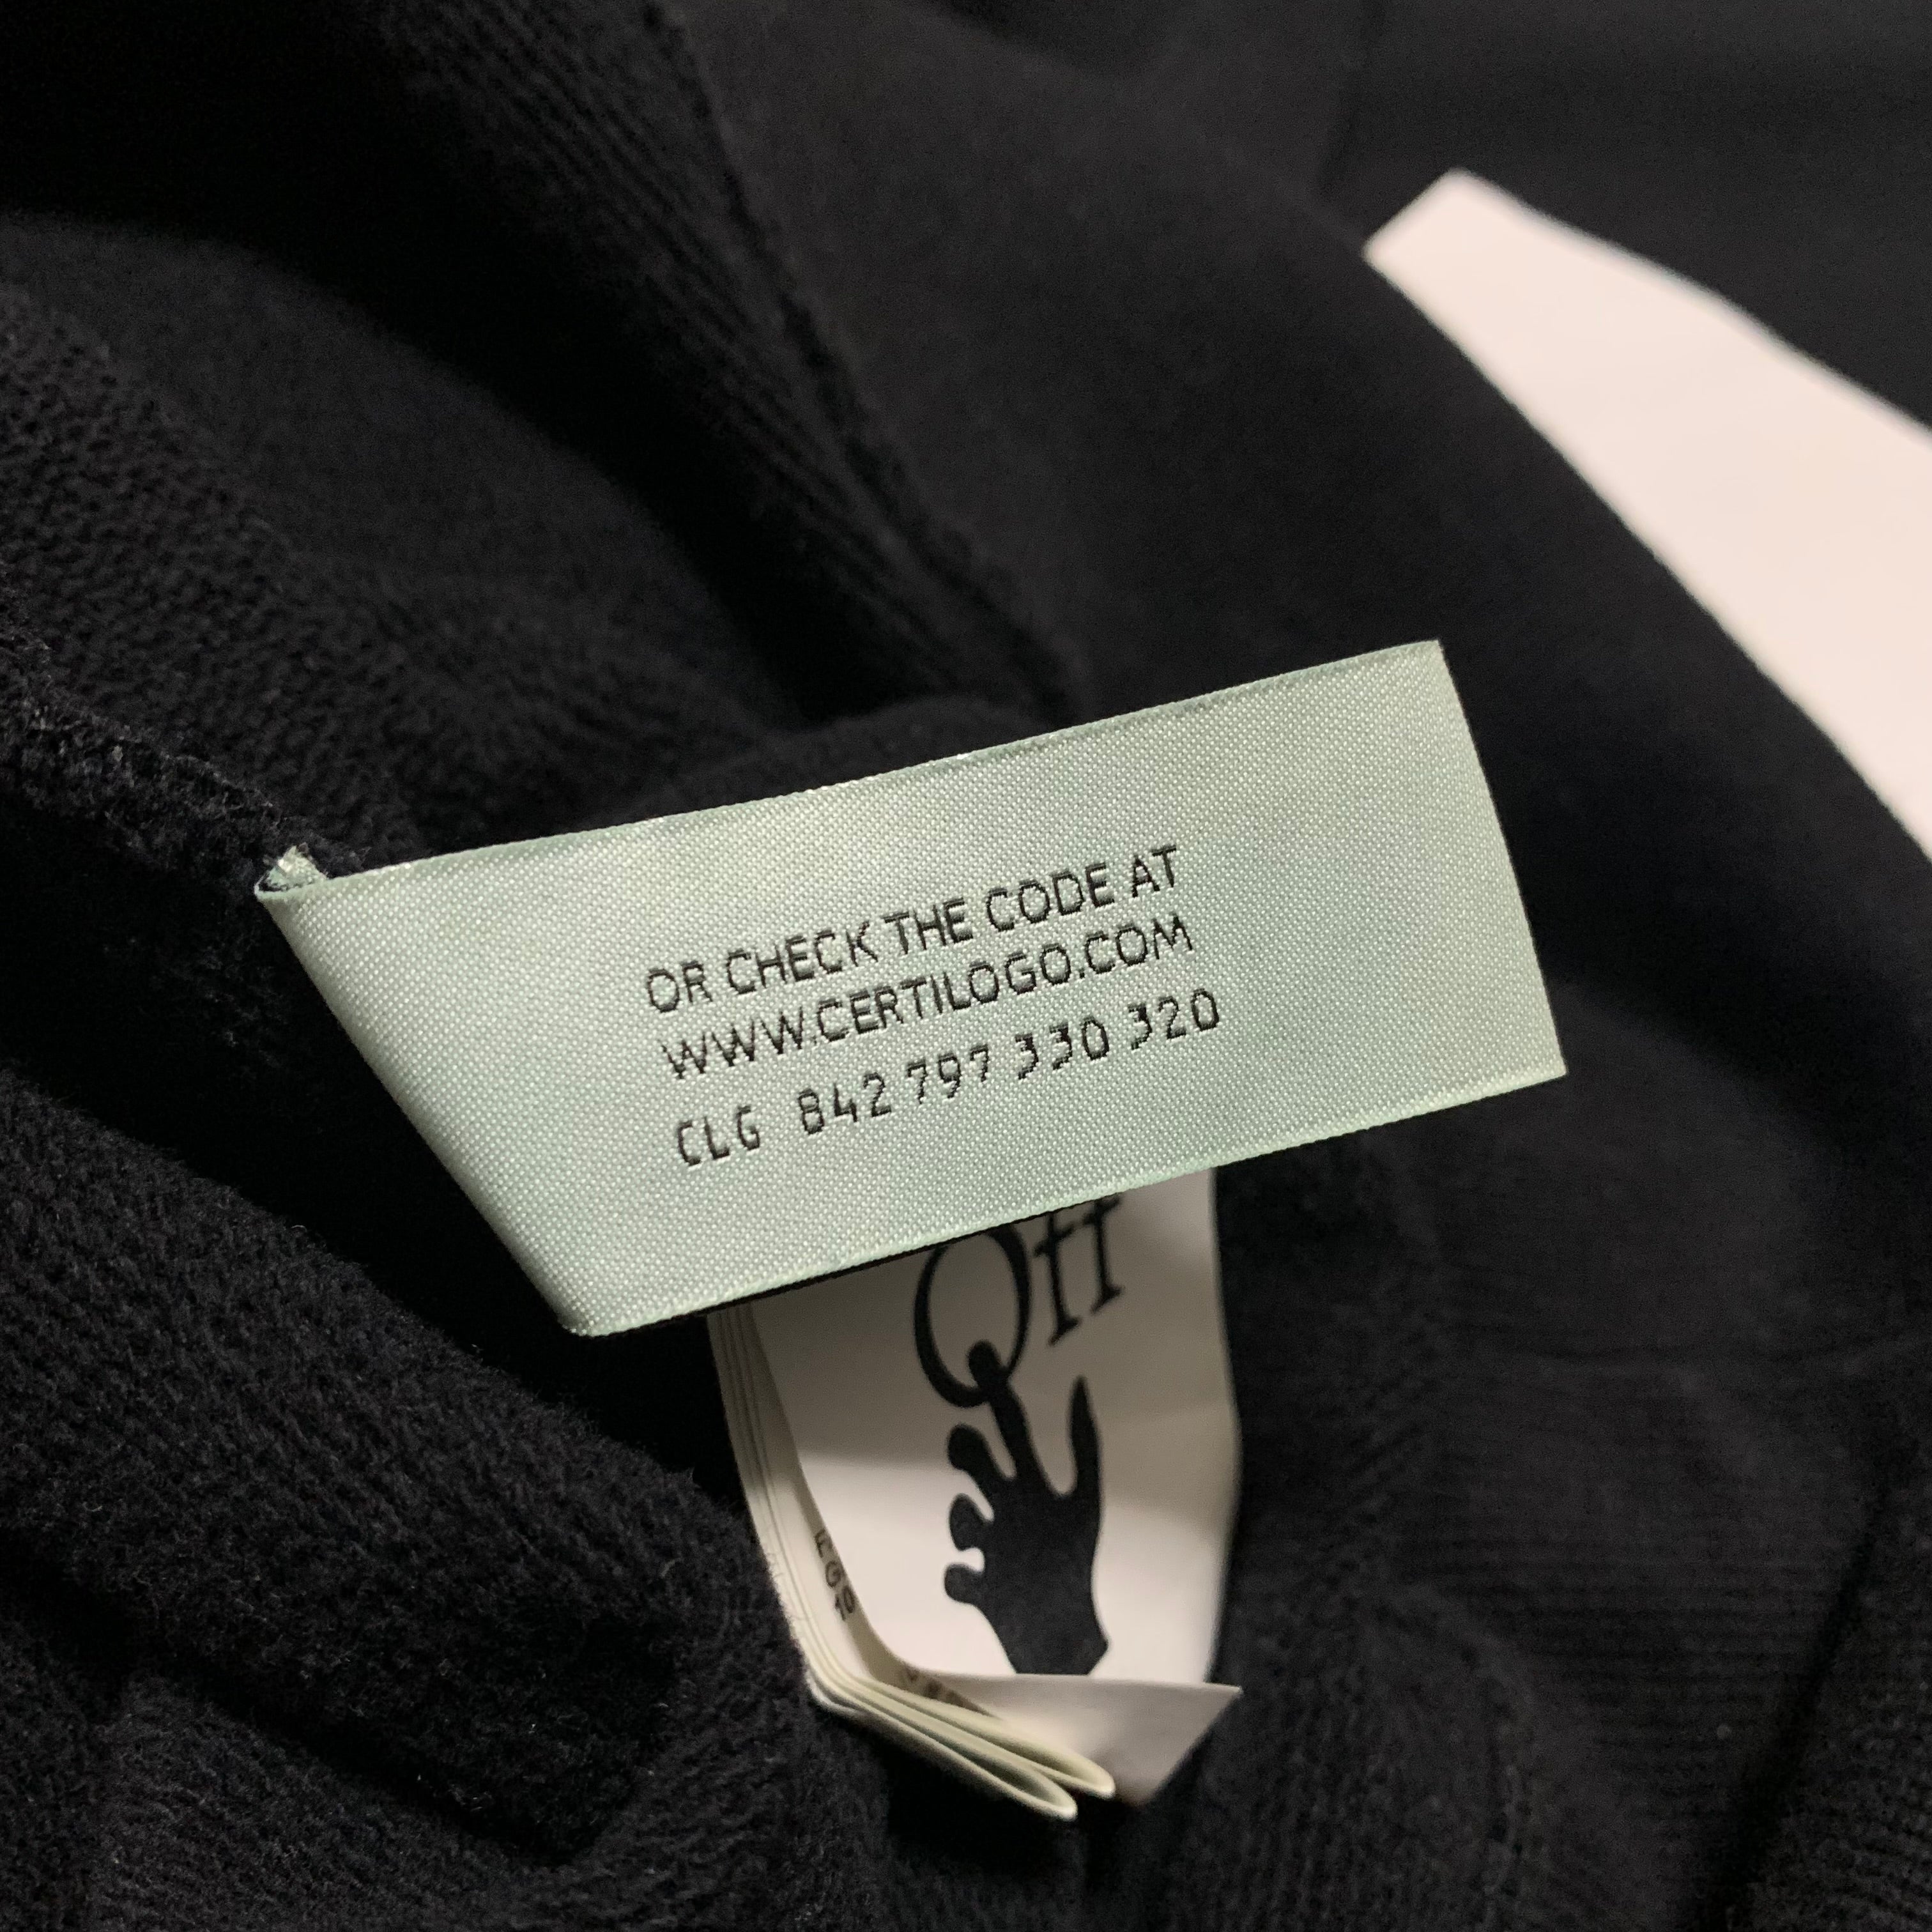 OR CHECK THE CODE AT
WWW.CERTILOGO.COM
CLG 842 797 330 320
Off